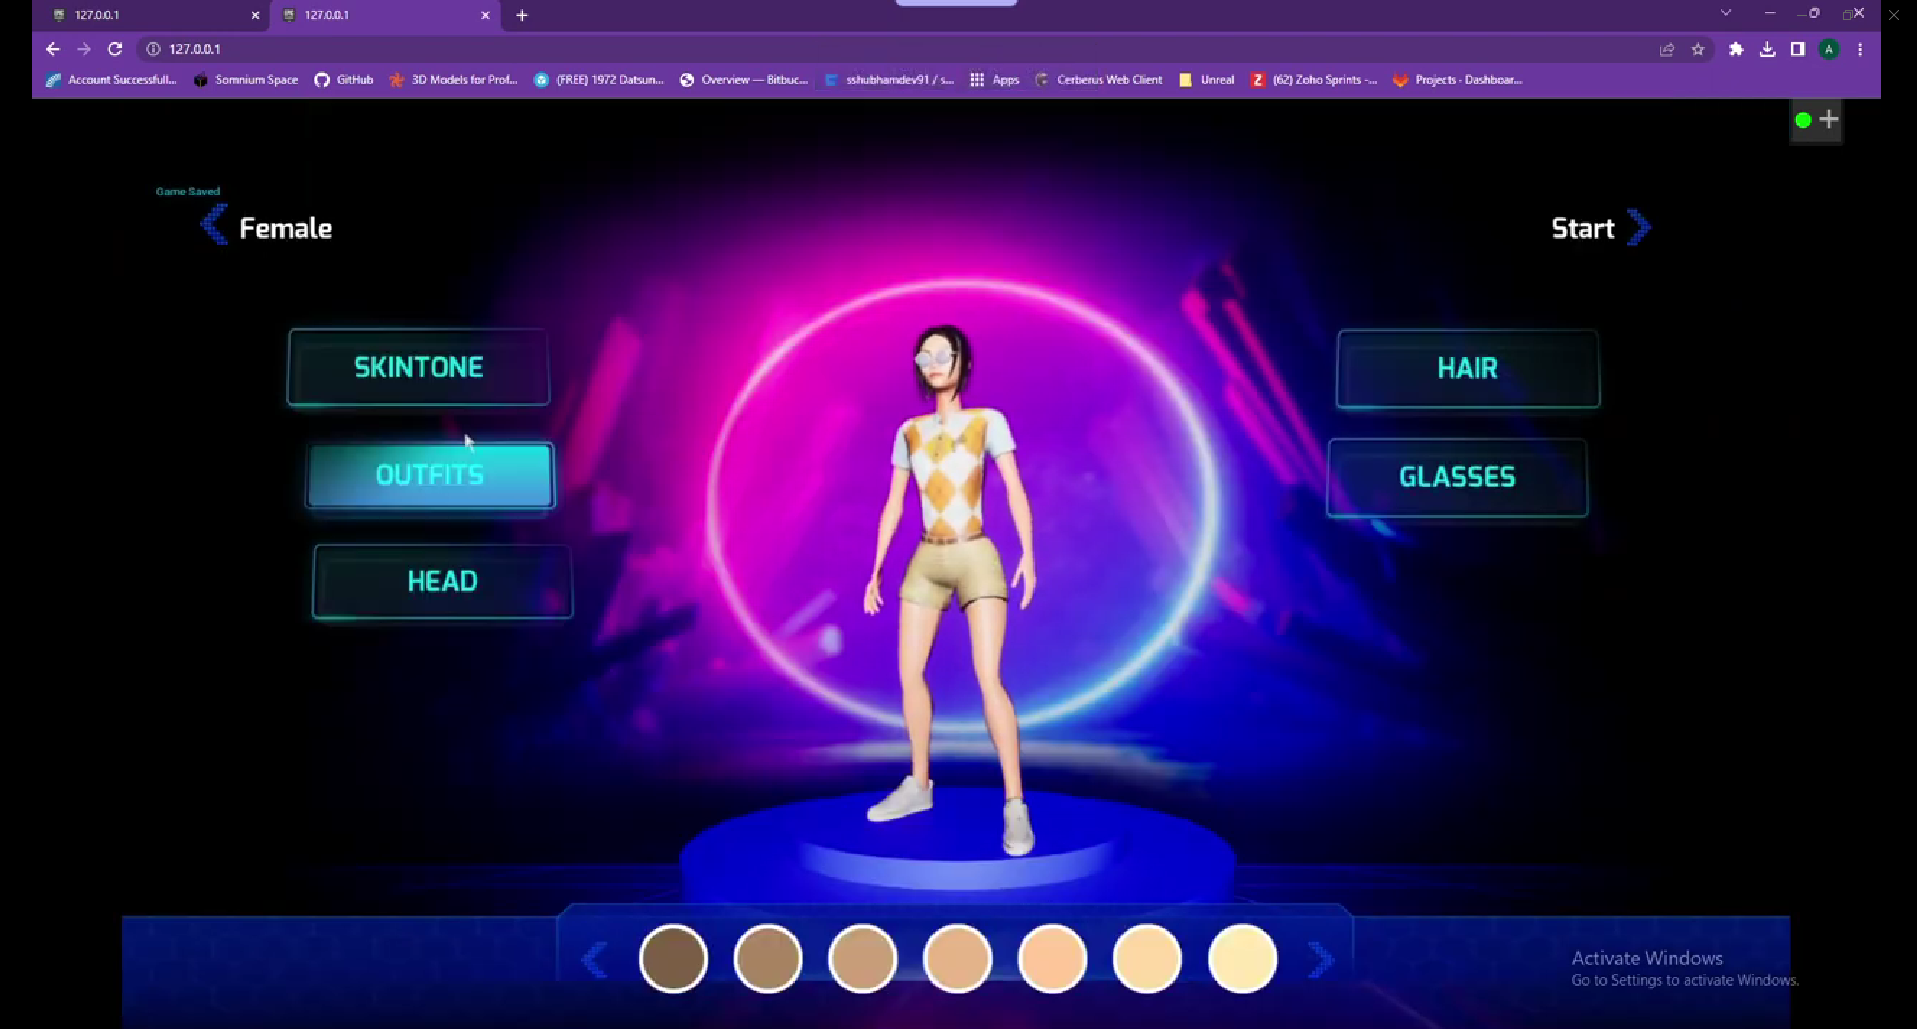 127.0.0.1
127.0.0.1
127.0.0.1
A
Account Successfull...
Somnium Space
GitHub
3D Models for Prof...
(FREE) 1972 Datsun...
Overview — Bitbuc...
sshubhamdev91 / s...
Apps
Cerberus Web Client
Unreal
Z
(62) Zoho Sprints -...
Projects - Dashboar...
Game Saved
Female
Start
SKINTONE
HAIR
OUTFITS
GLASSES
HEAD
Activate Windows
Go to Settings to activate Windows.